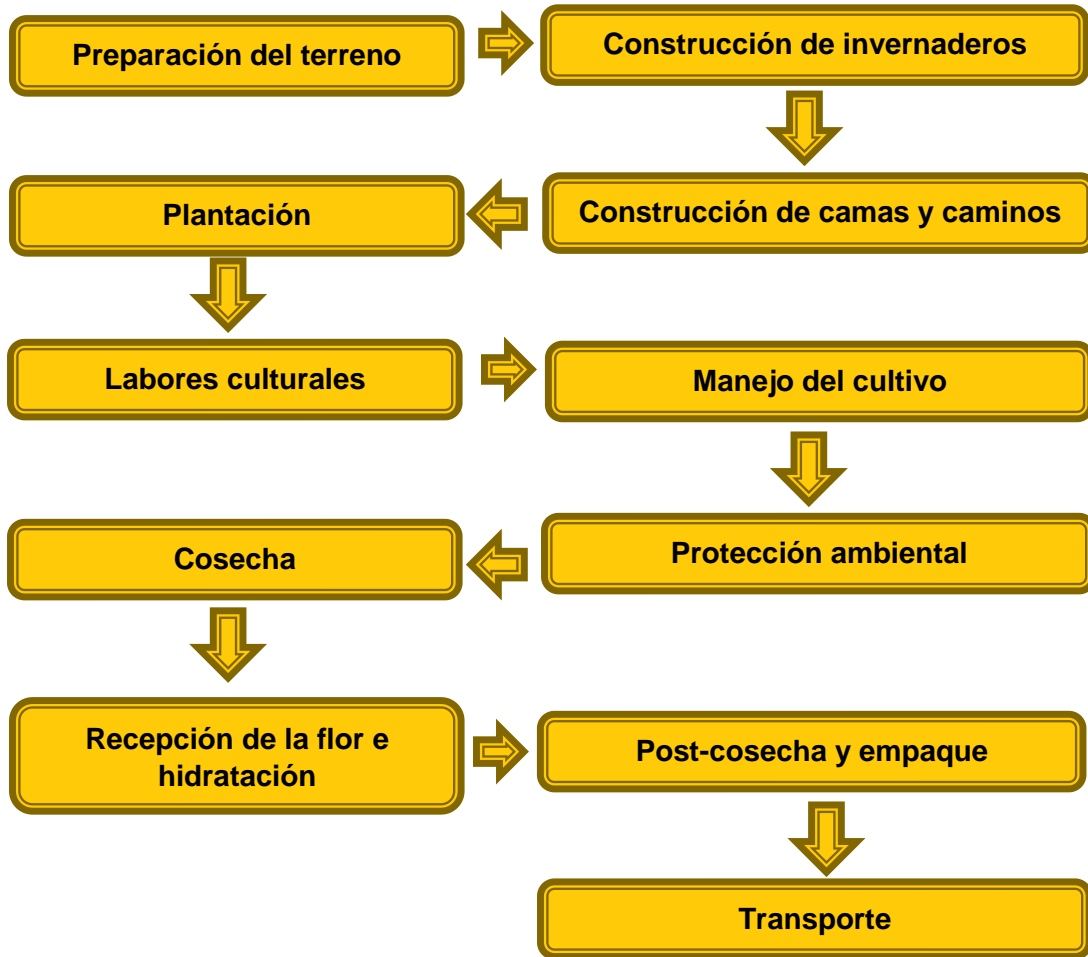 Preparación del terreno
Construcción de invernaderos
Construcción de camas y caminos
Plantación
Labores culturales
Manejo del cultivo
Protección ambiental
Cosecha
Recepción de la flor e
hidratación
Post-cosecha y empaque
Transporte